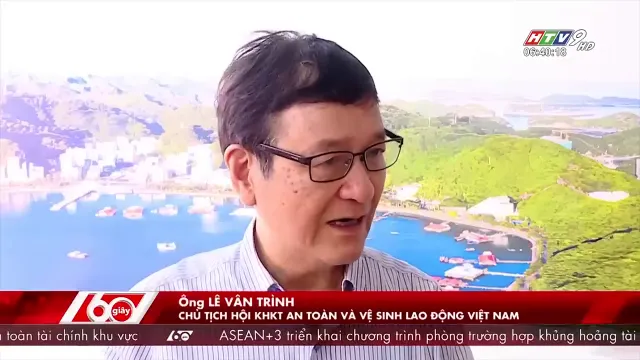 HTV9 HD
06:40:18
Ông LÊ VÂN TRÌNH
CHỦ TỊCH HỘI KHKT AN TOÀN VÀ VỆ SINH LAO ĐỘNG VIỆT NAM
60 giây
toàn tài chính khu vực ASEAN+3 triển khai chương trình phòng trường hợp khủng hoảng tài